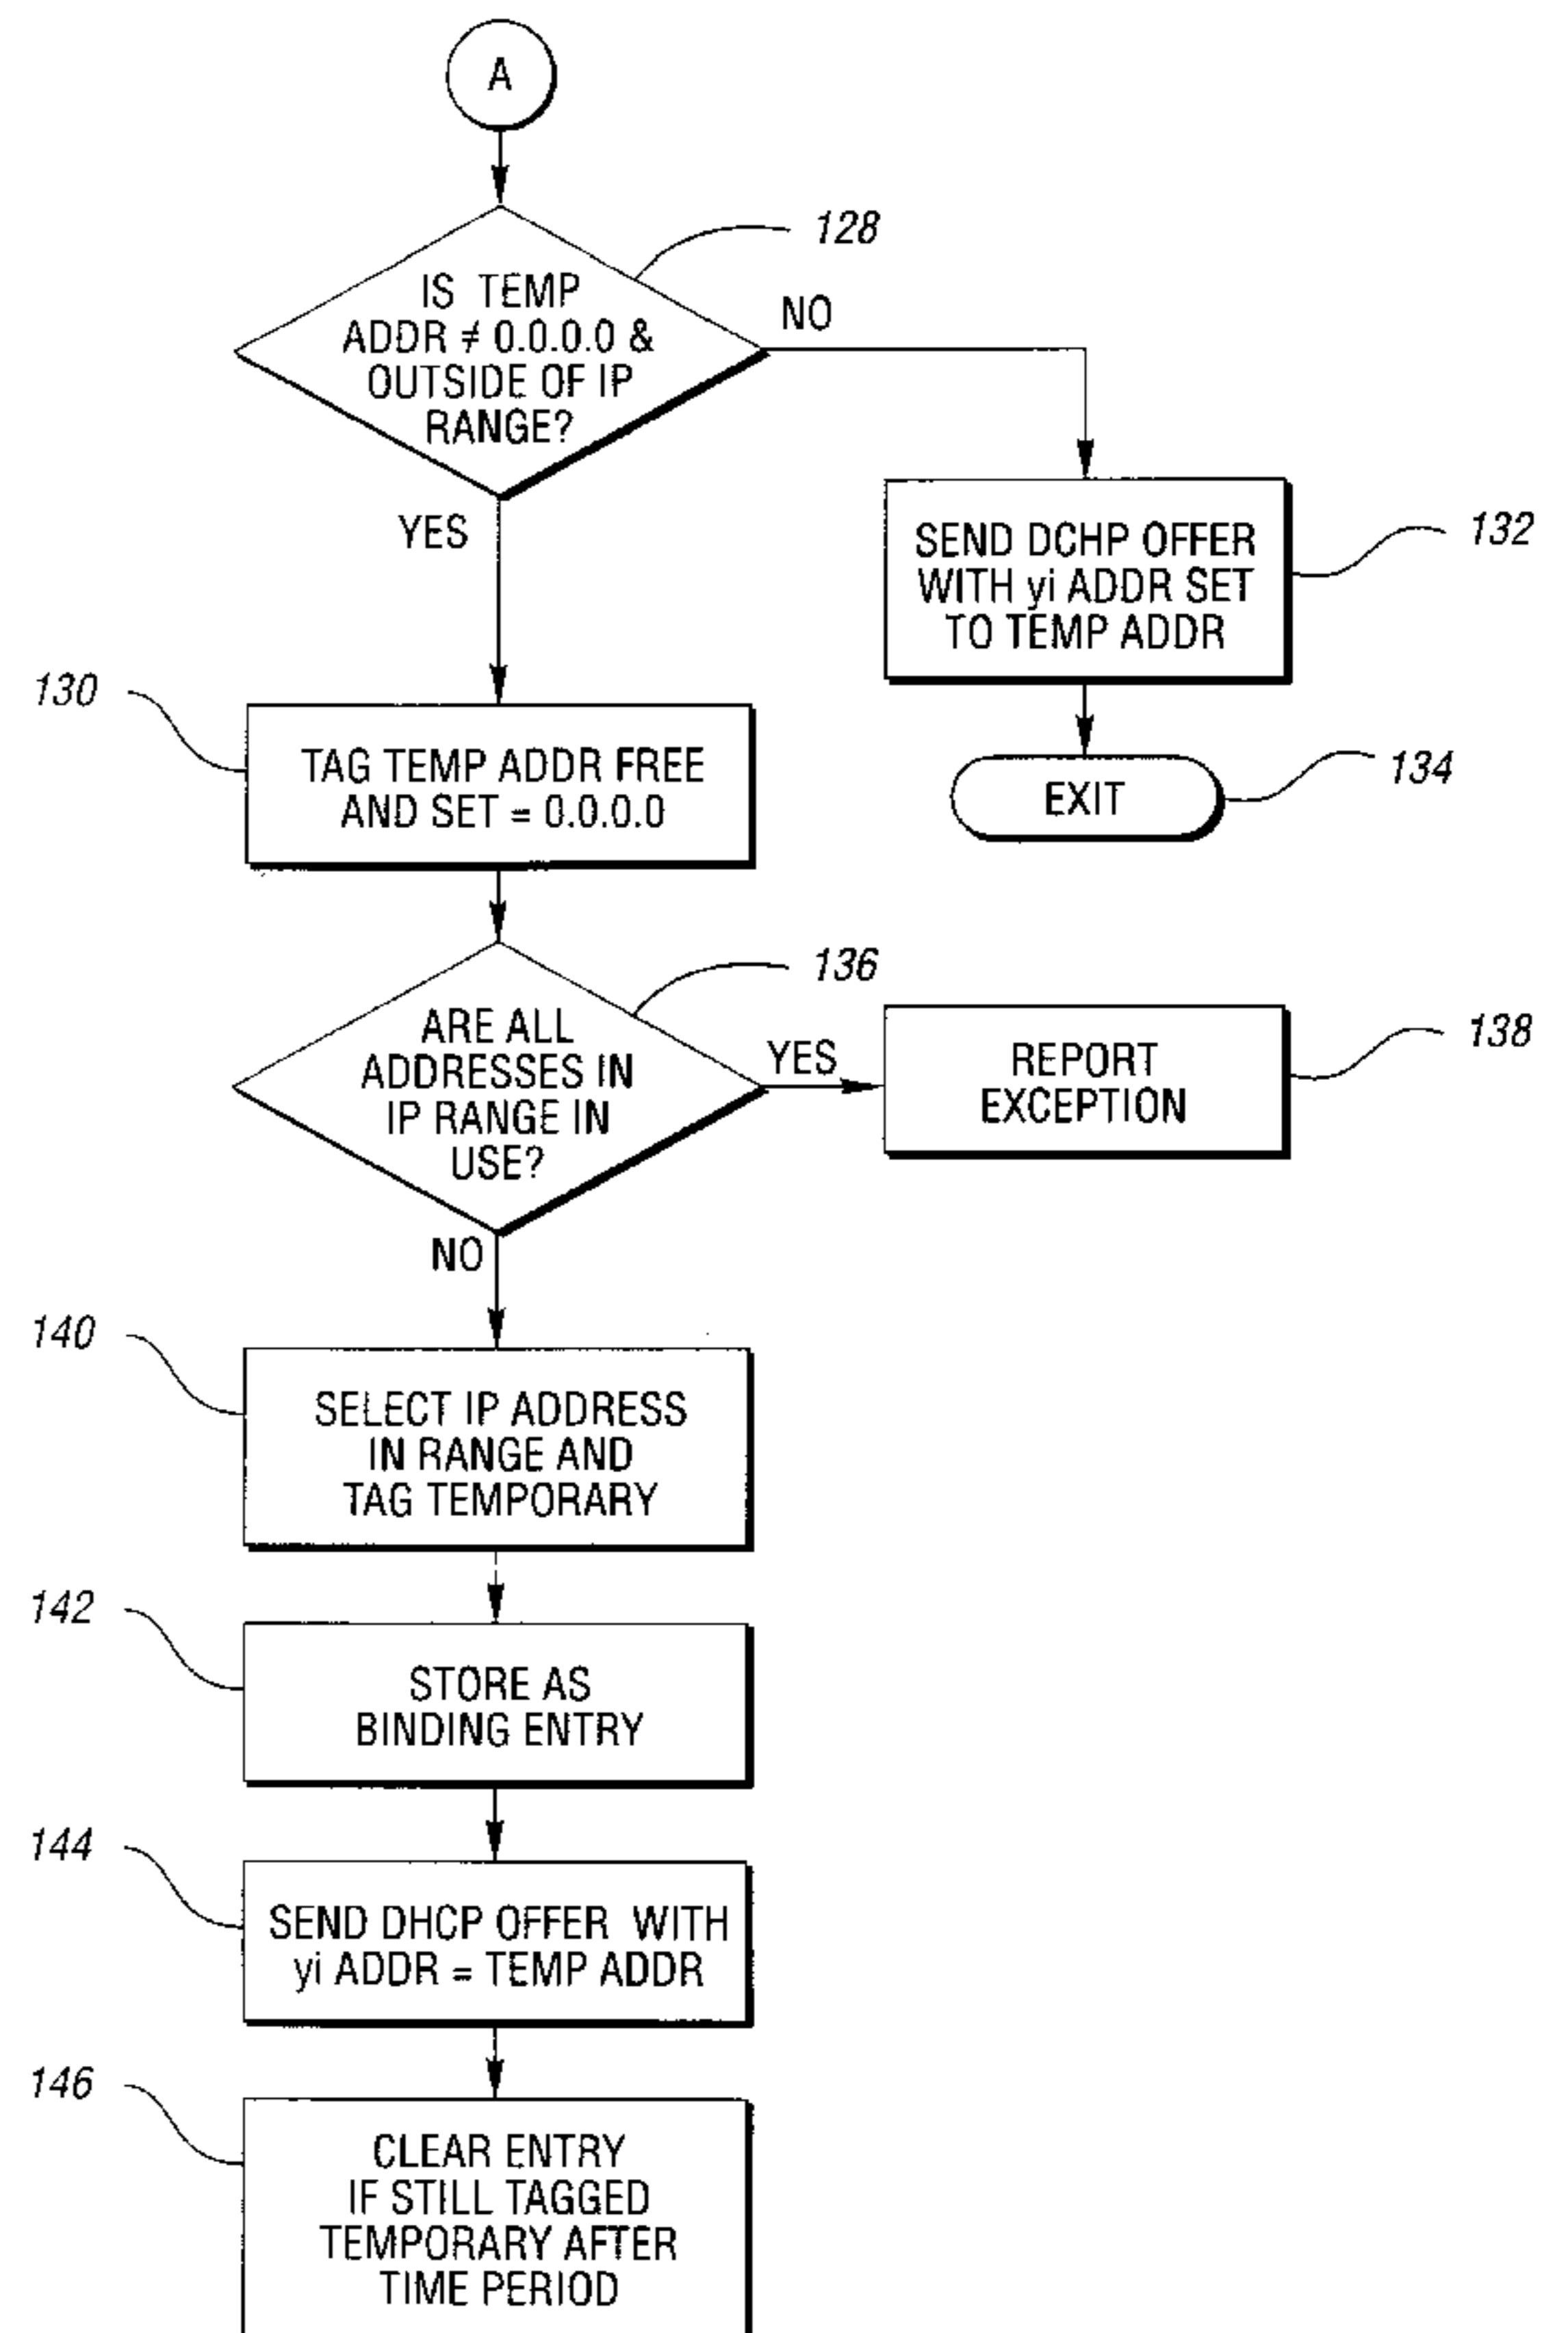 A
128
IS TEMP
ADDR ≠ 0.0.0.0 &
OUTSIDE OF IP
RANGE?
NO
YES
SEND DCHP OFFER
WITH yi ADDR SET
TO TEMP ADDR
132
130
TAG TEMP ADDR FREE
AND SET = 0.0.0.0
EXIT
134
136
ARE ALL
ADDRESSES IN
IP RANGE IN
USE?
YES
REPORT
EXCEPTION
138
NO
140
SELECT IP ADDRESS
IN RANGE AND
TAG TEMPORARY
142
STORE AS
BINDING ENTRY
144
SEND DHCP OFFER WITH
yi ADDR = TEMP ADDR
146
CLEAR ENTRY
IF STILL TAGGED
TEMPORARY AFTER
TIME PERIOD